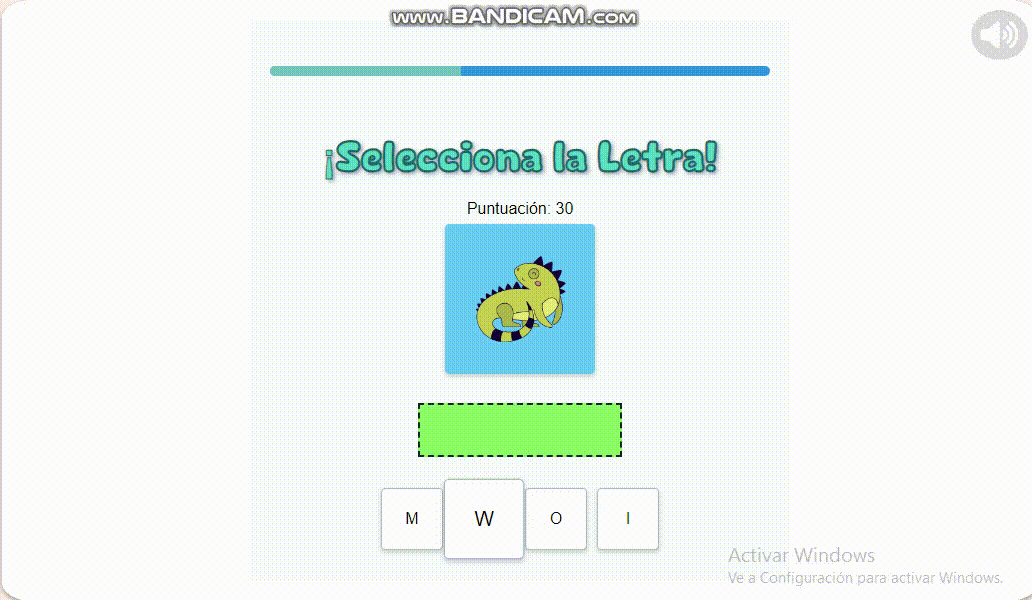 www.BANDICAM.com
¡Selecciona la Letra!
Puntuación: 30
M W O I
Activar Windows
Ve a Configuración para activar Windows.